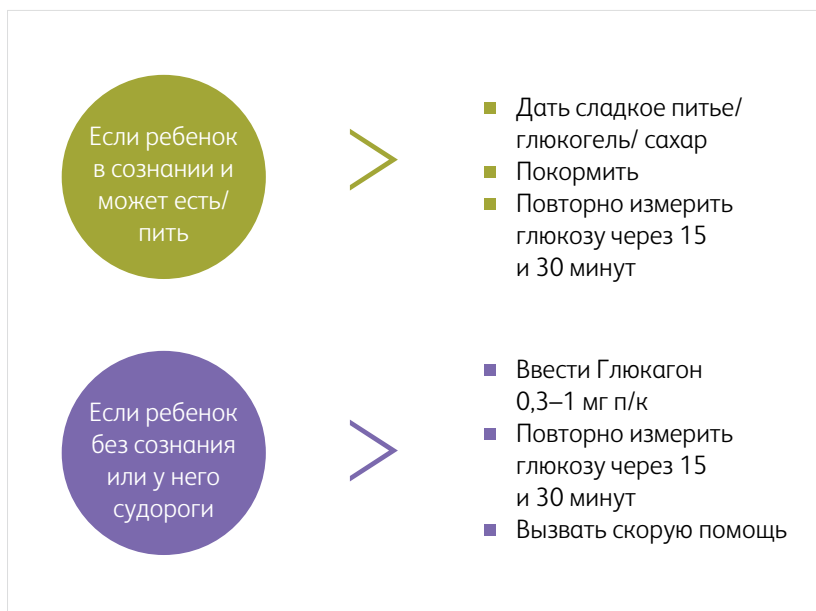 Если ребенок
в сознании и
может есть/
пить
Дать сладкое питье/
глюкогель/ сахар
Покормить
Повторно измерить
глюкозу через 15
и 30 минут
Если ребенок
без сознания
или у него
судороги
Ввести Глюкагон
0,3–1 мг п/к
Повторно измерить
глюкозу через 15
и 30 минут
Вызвать скорую помощь